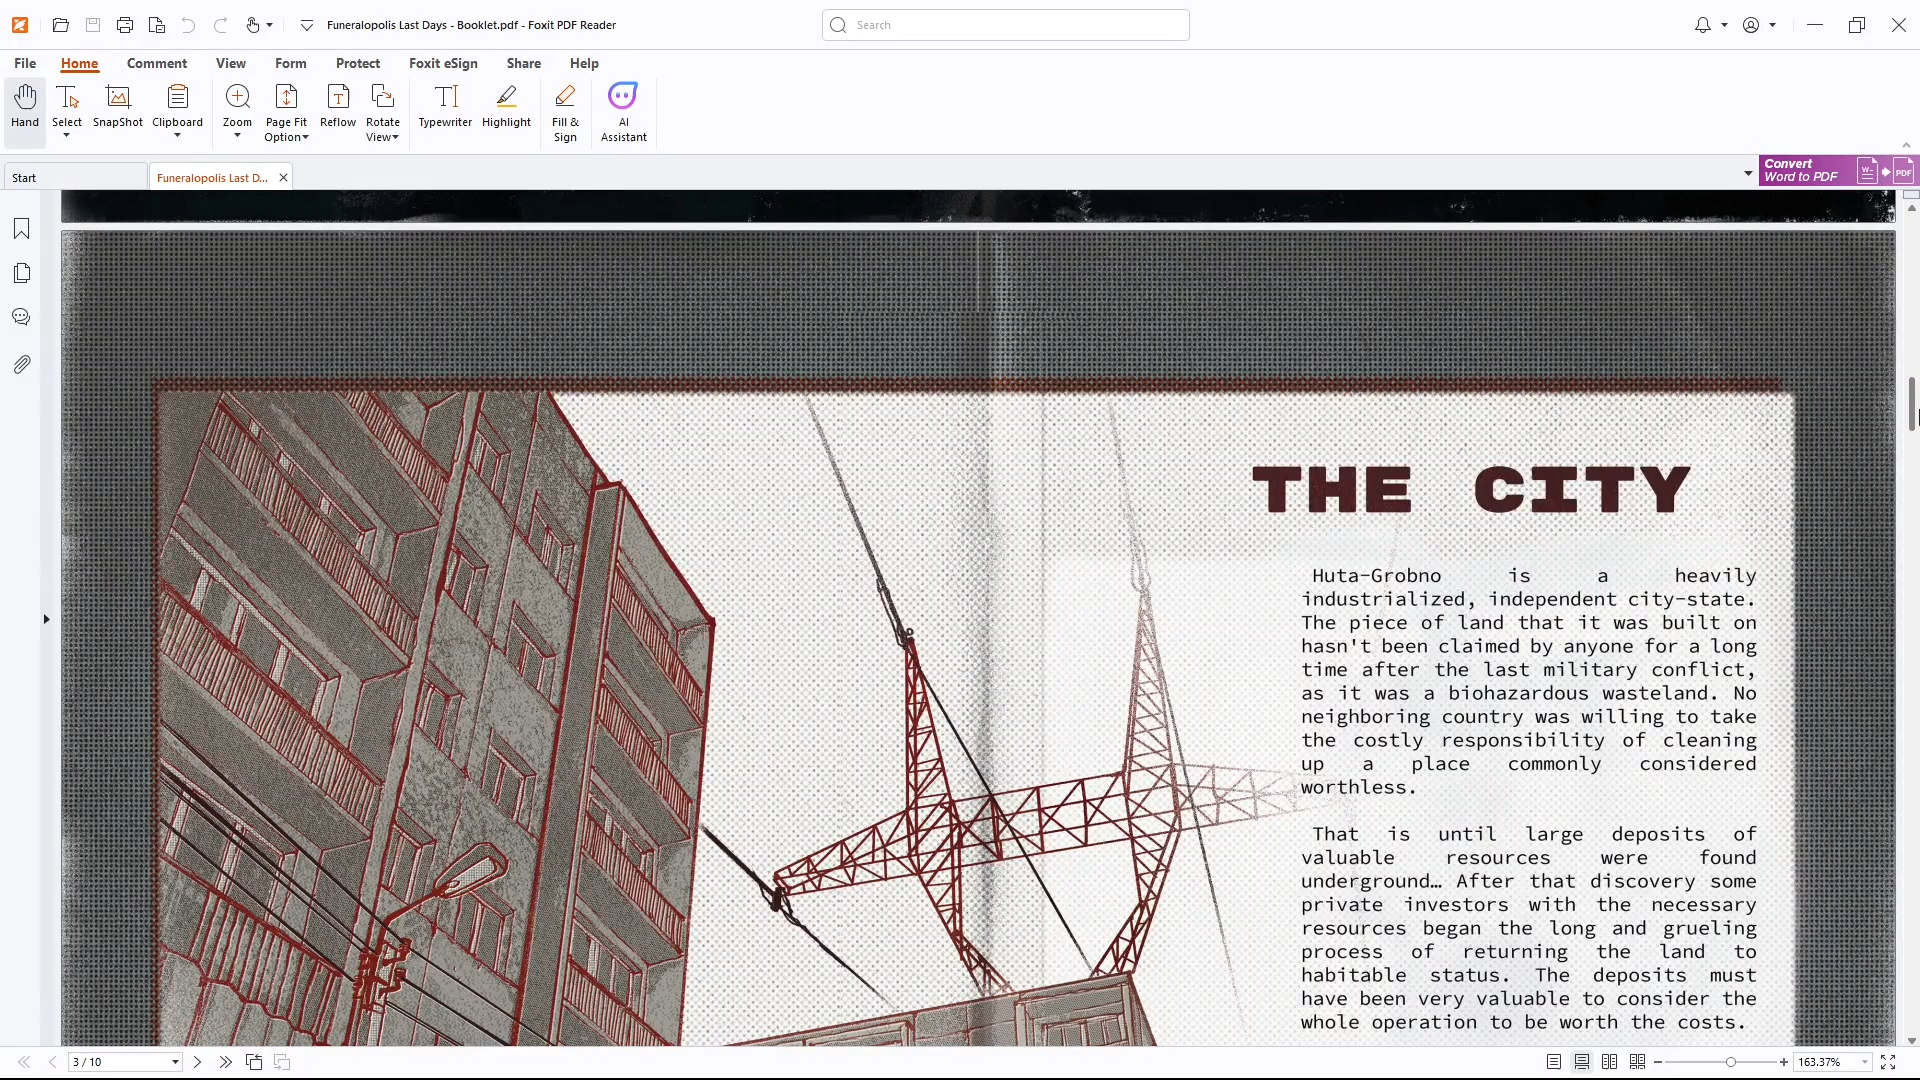 Funeralopolis Last Days - Booklet.pdf - Foxit PDF Reader
Search
File Home Comment View Form Protect Foxit eSign Share Help
Hand
Select
SnapShot
Clipboard
Zoom
Page Fit
Option
Reflow
Rotate
View
Typewriter
Highlight
Fill &
Sign
AI
Assistant
Start
Funeralopolis Last D...
Convert
Word to PDF
PDF
THE CITY
Huta-Grobno is a heavily
industrialized, independent city-state.
The piece of land that it was built on
hasn't been claimed by anyone for a long
time after the last military conflict,
as it was a biohazardous wasteland. No
neighboring country was willing to take
the costly responsibility of cleaning
up a place commonly considered
worthless.
That is until large deposits of
valuable resources were found
underground… After that discovery some
private investors with the necessary
resources began the long and grueling
process of returning the land to
habitable status. The deposits must
have been very valuable to consider the
whole operation to be worth the costs.
3 / 10
163.37%